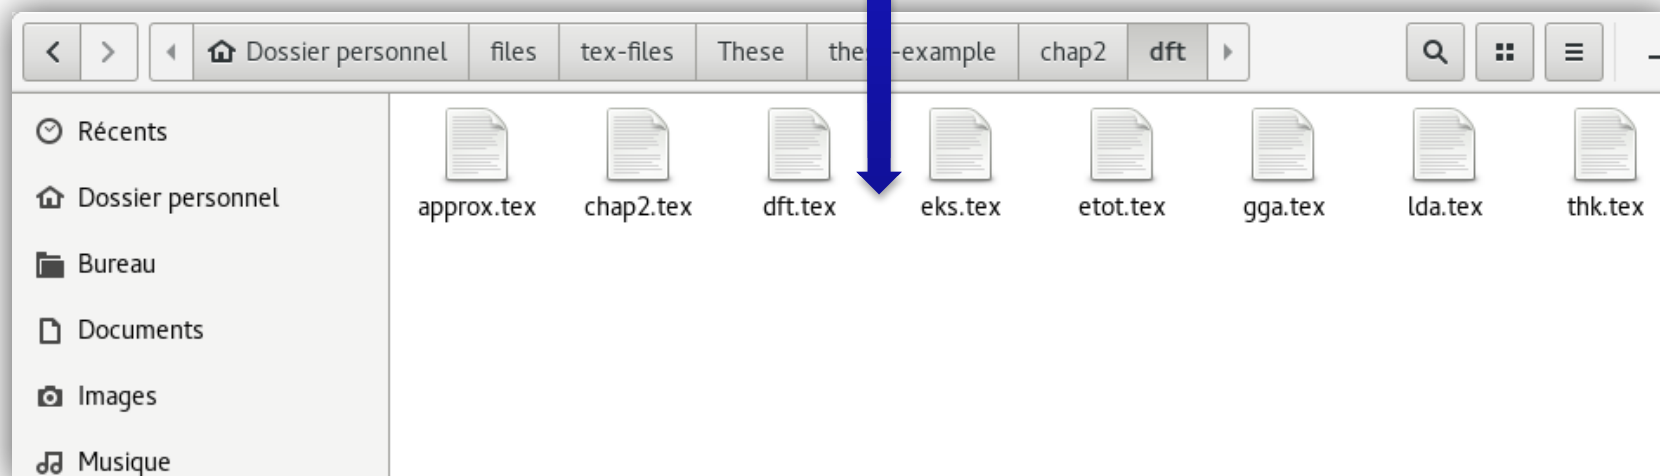 Dossier personnel files tex-files These -example chap2 dft
Récents
Dossier personnel
Bureau
Documents
Images
Musique
approx.tex chap2.tex dft.tex eks.tex etot.tex gga.tex lda.tex thk.tex